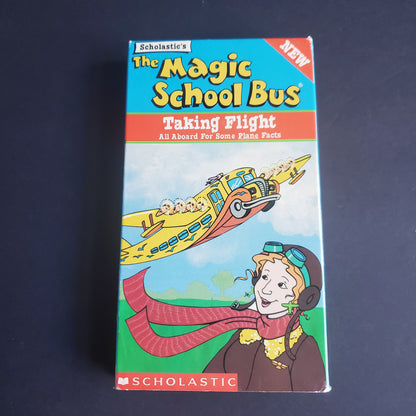 Scholastic's
NEW
The Magic
School Bus®
Taking Flight
All Aboard For Some Plane Facts
SCHOLASTIC